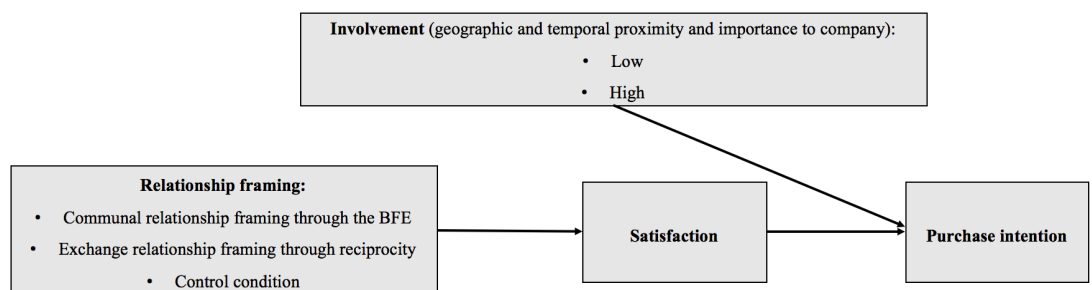 Involvement (geographic and temporal proximity and importance to company):
• Low
• High
Relationship framing:
• Communal relationship framing through the BFE
• Exchange relationship framing through reciprocity
• Control condition
Satisfaction
Purchase intention